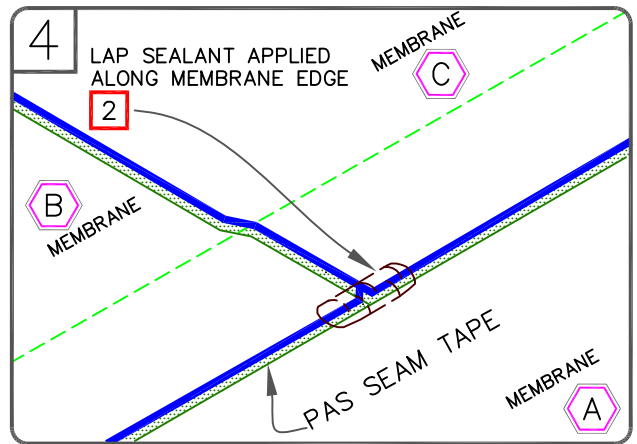 4
LAP SEALANT APPLIED
ALONG MEMBRANE EDGE
2
MEMBRANE
C
B
MEMBRANE
PAS SEAM TAPE
MEMBRANE
A